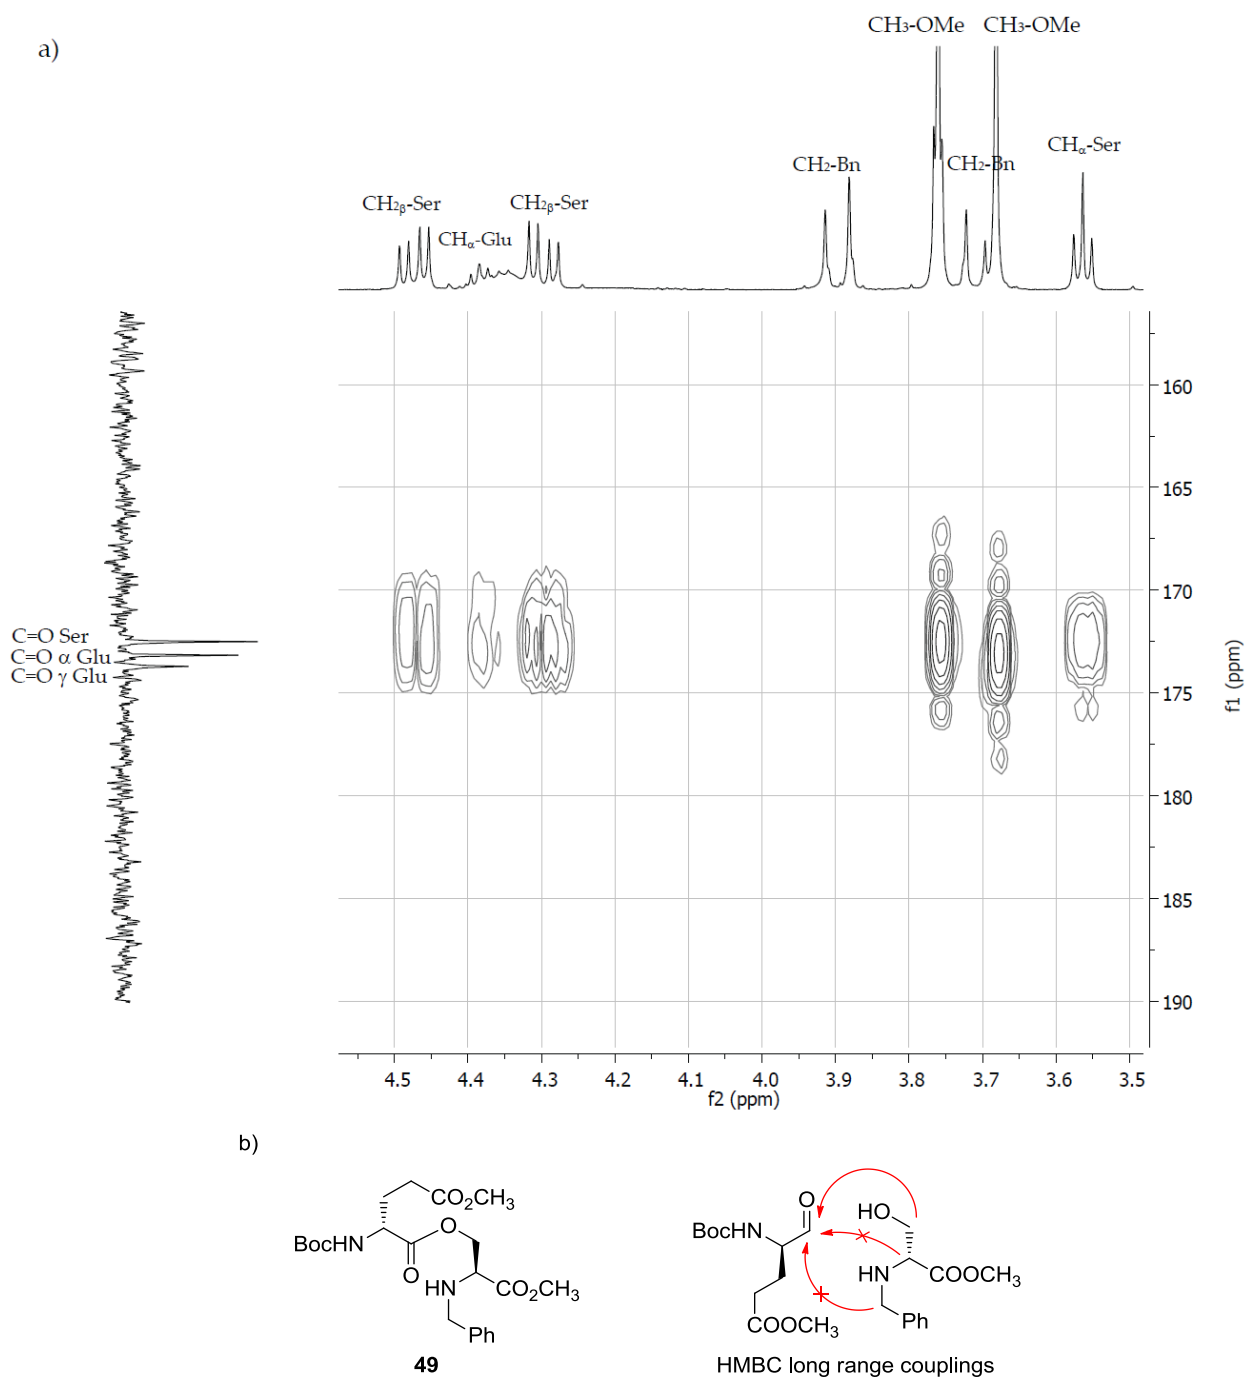 a)
CH₃-OMe CH₃-OMe
CH₂-Bn CH₂-Bn CHα-Ser
CH₂β-Ser CHα-Glu CH₂β-Ser
C=O Ser
C=O α Glu
C=O γ Glu
160
165
170
175
180
185
190
f1 (ppm)
4.5 4.4 4.3 4.2 4.1 4.0 3.9 3.8 3.7 3.6 3.5
f2 (ppm)
b)
CO₂CH₃
BocHN
O
O
HN
CO₂CH₃
Ph
49
O
BocHN
HO
HN
COOCH₃
COOCH₃
Ph
HMBC long range couplings